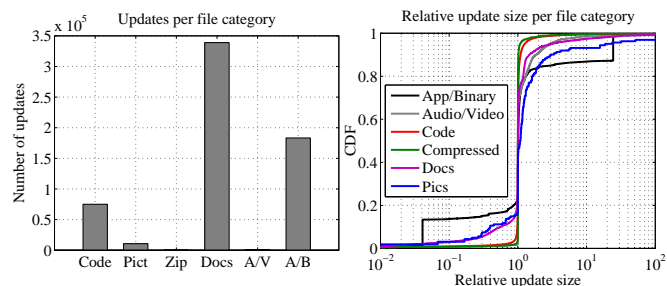 Updates per file category
x 10^5
3.5
3
2.5
2
1.5
1
0.5
0
Number of updates
Code Pict Zip Docs A/V A/B
Relative update size per file category
1
0.8
0.6
0.4
0.2
0
CDF
App/Binary
Audio/Video
Code
Compressed
Docs
Pics
10^-2 10^-1 10^0 10^1 10^2
Relative update size